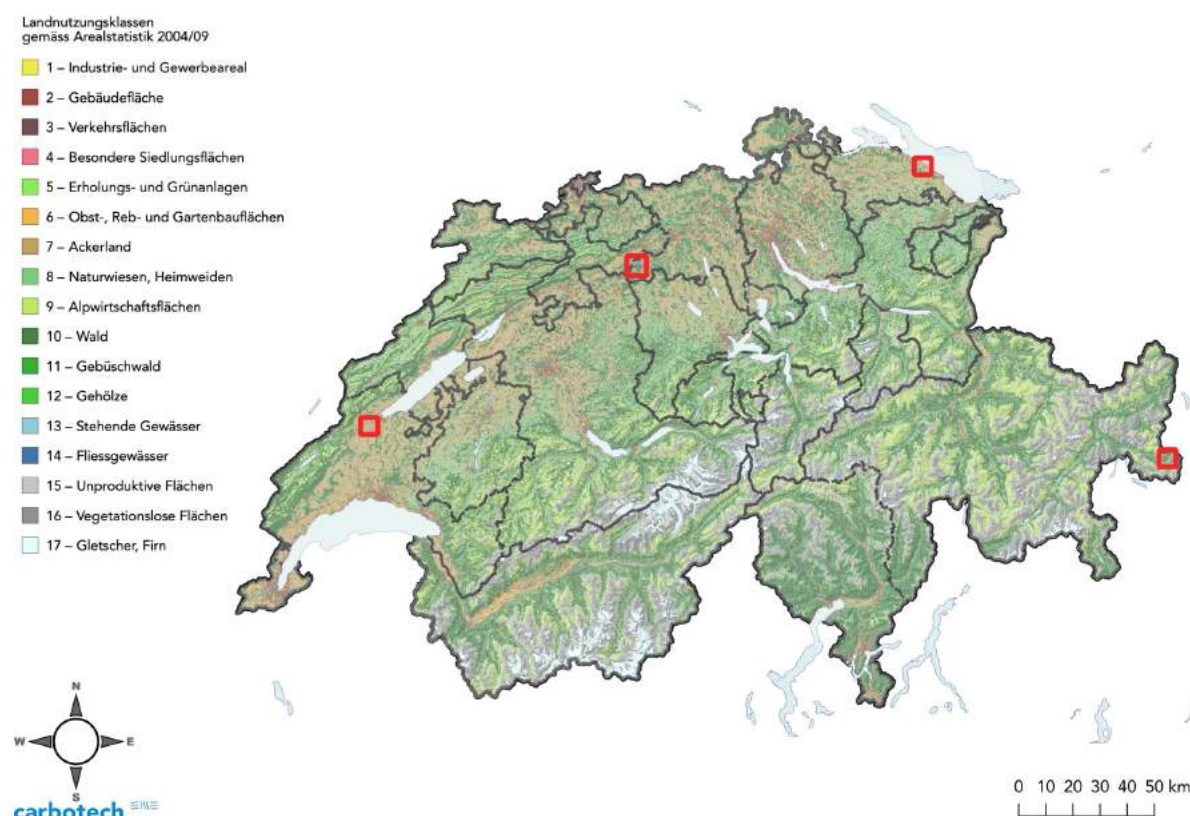 Landnutzungsklassen
gemäss Arealstatistik 2004/09
1 – Industrie- und Gewerbeareal
2 – Gebäudefläche
3 – Verkehrsflächen
4 – Besondere Siedlungsflächen
5 – Erholungs- und Grünanlagen
6 – Obst-, Reb- und Gartenbauflächen
7 – Ackerland
8 – Naturwiesen, Heimweiden
9 – Alpwirtschaftsflächen
10 – Wald
11 – Gebüschwald
12 – Gehölze
13 – Stehende Gewässer
14 – Fliessgewässer
15 – Unproduktive Flächen
16 – Vegetationslose Flächen
17 – Gletscher, Firn
N
W E
S
carbotech
0 10 20 30 40 50 km